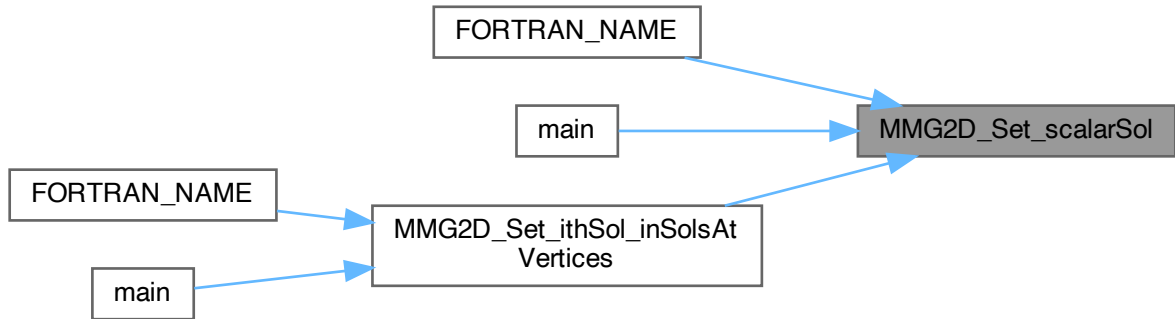 FORTRAN_NAME
main
MMG2D_Set_scalarSol
FORTRAN_NAME
MMG2D_Set_ithSol_inSolsAt
Vertices
main